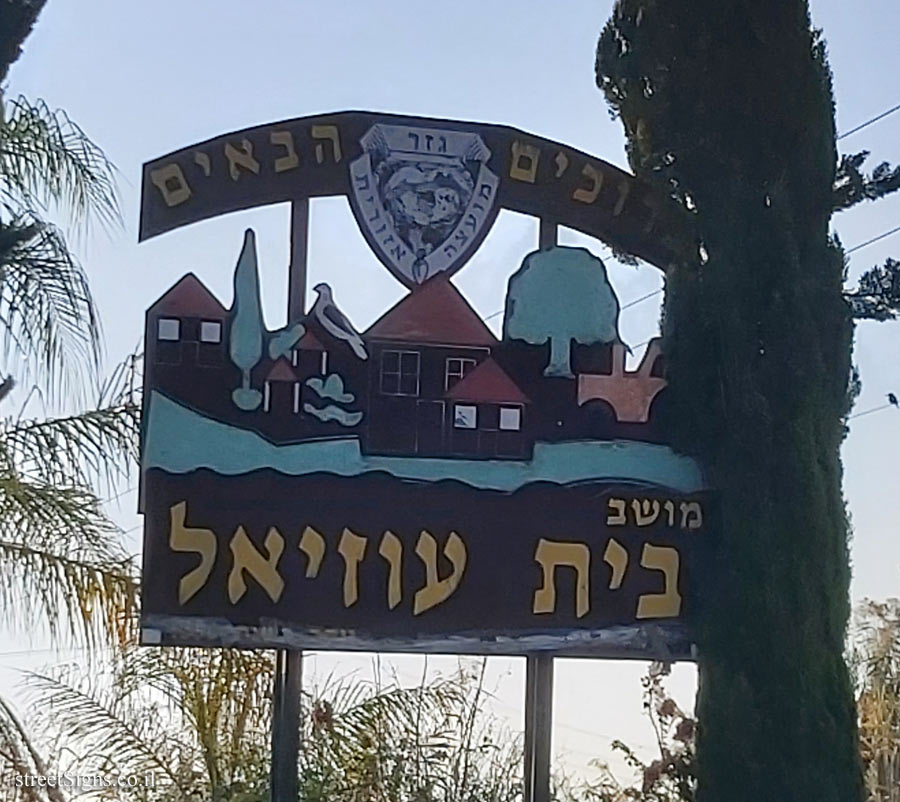 הבאים
גזר
מועצה אזורית
מושב
בית עוזיאל
streetSigns.co.il